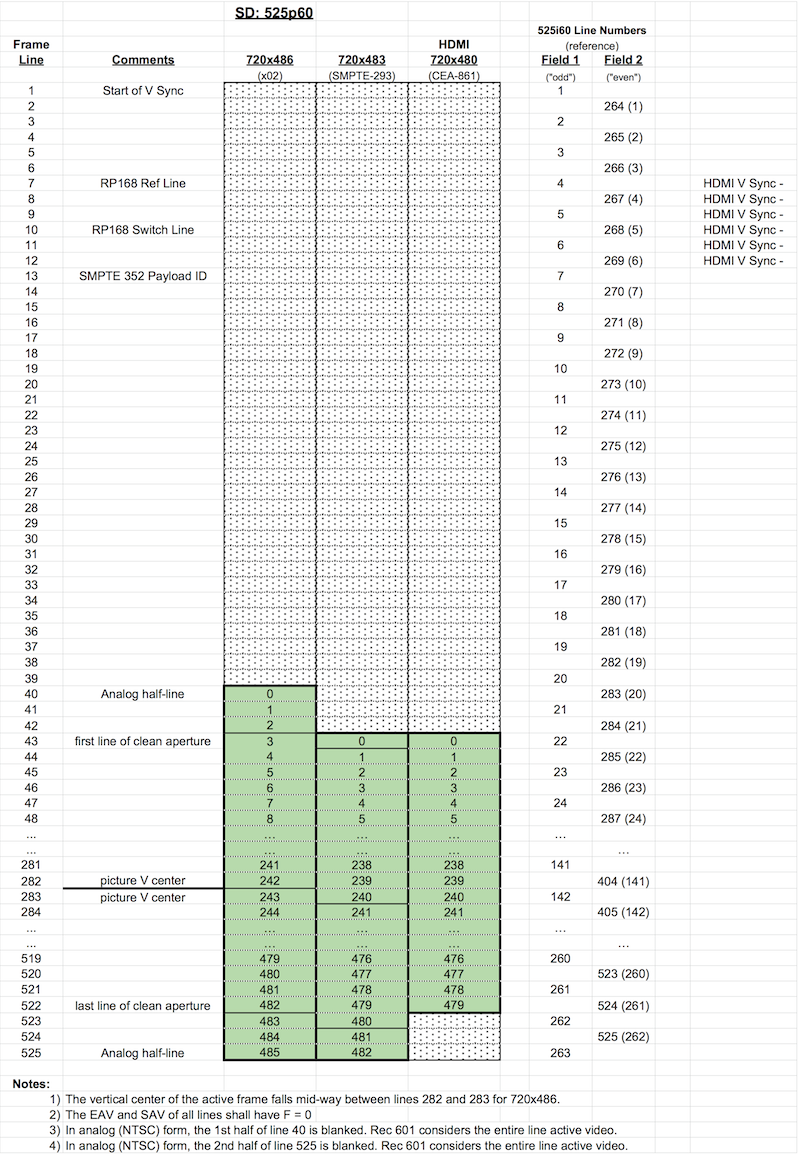 SD: 525p60
525i60 Line Numbers
Frame HDMI (reference)
Line Comments 720x486 720x483 720x480 Field 1 Field 2
(x02) (SMPTE-293) (CEA-861) ("odd") ("even")
1 Start of V Sync 1
2 264 (1)
3 2
4 265 (2)
5 3
6 266 (3)
7 RP168 Ref Line 4 HDMI V Sync -
8 267 (4) HDMI V Sync -
9 5 HDMI V Sync -
10 RP168 Switch Line 268 (5) HDMI V Sync -
11 6 HDMI V Sync -
12 269 (6) HDMI V Sync -
13 SMPTE 352 Payload ID 7
14 270 (7)
15 8
16 271 (8)
17 9
18 272 (9)
19 10
20 273 (10)
21 11
22 274 (11)
23 12
24 275 (12)
25 13
26 276 (13)
27 14
28 277 (14)
29 15
30 278 (15)
31 16
32 279 (16)
33 17
34 280 (17)
35 18
36 281 (18)
37 19
38 282 (19)
39 20
40 Analog half-line 0 283 (20)
41 1 21
42 2 284 (21)
43 first line of clean aperture 3 0 0 22
44 4 1 1 285 (22)
45 5 2 2 23
46 6 3 3 286 (23)
47 7 4 4 24
48 8 5 5 287 (24)
... ... ... ... ...
... ... ... ... ...
281 241 238 238 141
282 picture V center 242 239 239 404 (141)
283 picture V center 243 240 240 142
284 244 241 241 405 (142)
... ... ... ... ...
... ... ... ... ...
519 479 476 476 260
520 480 477 477 523 (260)
521 481 478 478 261
522 last line of clean aperture 482 479 479 524 (261)
523 483 480 262
524 484 481 525 (262)
525 Analog half-line 485 482 263
Notes:
1) The vertical center of the active frame falls mid-way between lines 282 and 283 for 720x486.
2) The EAV and SAV of all lines shall have F = 0
3) In analog (NTSC) form, the 1st half of line 40 is blanked. Rec 601 considers the entire line active video.
4) In analog (NTSC) form, the 2nd half of line 525 is blanked. Rec 601 considers the entire line active video.